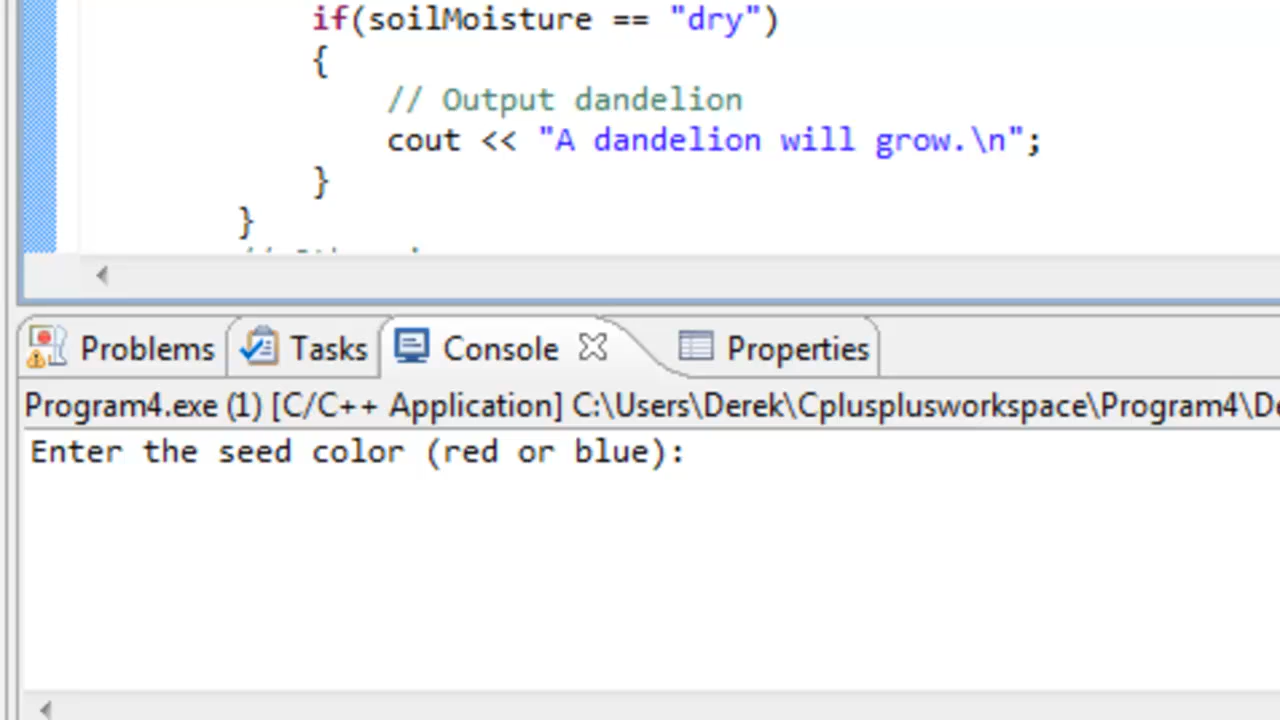 if(soilMoisture == "dry")
{
// Output dandelion
cout << "A dandelion will grow.\n";
}
}
Problems Tasks Console Properties
Program4.exe (1) [C/C++ Application] C:\Users\Derek\Cplusplusworkspace\Program4\De
Enter the seed color (red or blue):